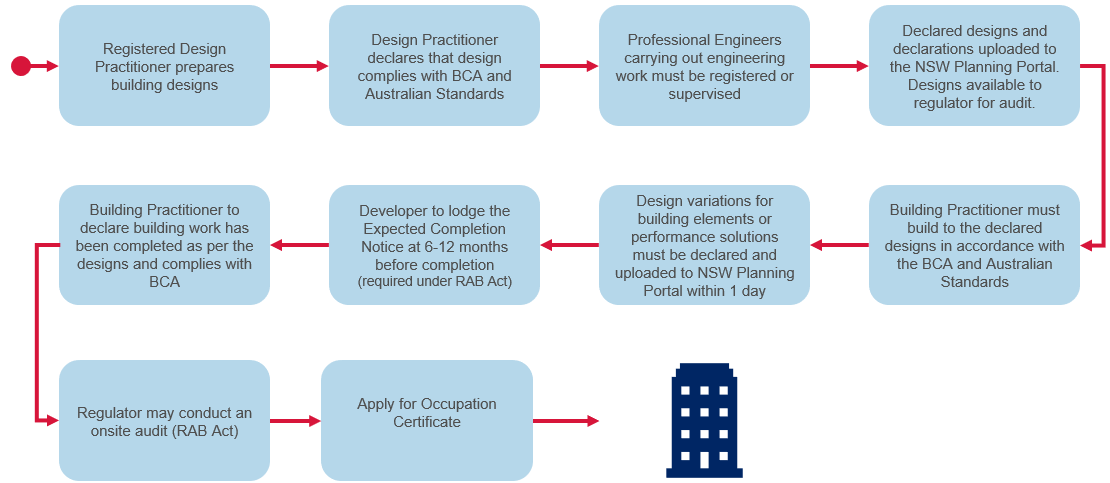 Registered Design
Practitioner prepares
building designs
Design Practitioner
declares that design
complies with BCA and
Australian Standards
Professional Engineers
carrying out engineering
work must be registered or
supervised
Declared designs and
declarations uploaded to
the NSW Planning Portal.
Designs available to
regulator for audit.
Building Practitioner must
build to the declared
designs in accordance with
the BCA and Australian
Standards
Design variations for
building elements or
performance solutions
must be declared and
uploaded to NSW Planning
Portal within 1 day
Developer to lodge the
Expected Completion
Notice at 6-12 months
before completion
(required under RAB Act)
Building Practitioner to
declare building work has
been completed as per the
designs and complies with
BCA
Regulator may conduct an
onsite audit (RAB Act)
Apply for Occupation
Certificate